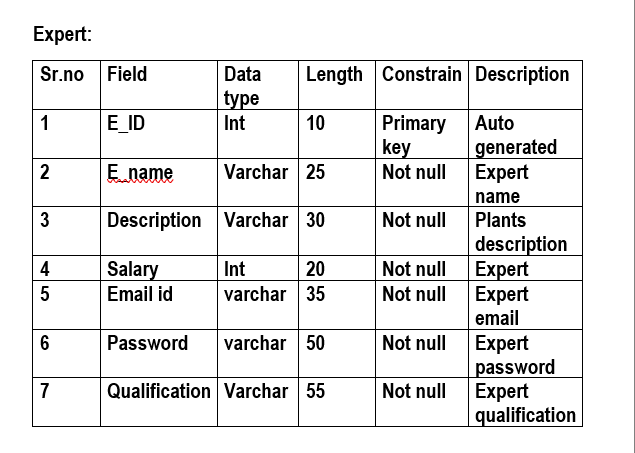 Expert:
Sr.no Field Data type Length Constrain Description
1 E_ID Int 10 Primary key Auto generated
2 E_name Varchar 25 Not null Expert name
3 Description Varchar 30 Not null Plants description
4 Salary Int 20 Not null Expert
5 Email id varchar 35 Not null Expert email
6 Password varchar 50 Not null Expert password
7 Qualification Varchar 55 Not null Expert qualification